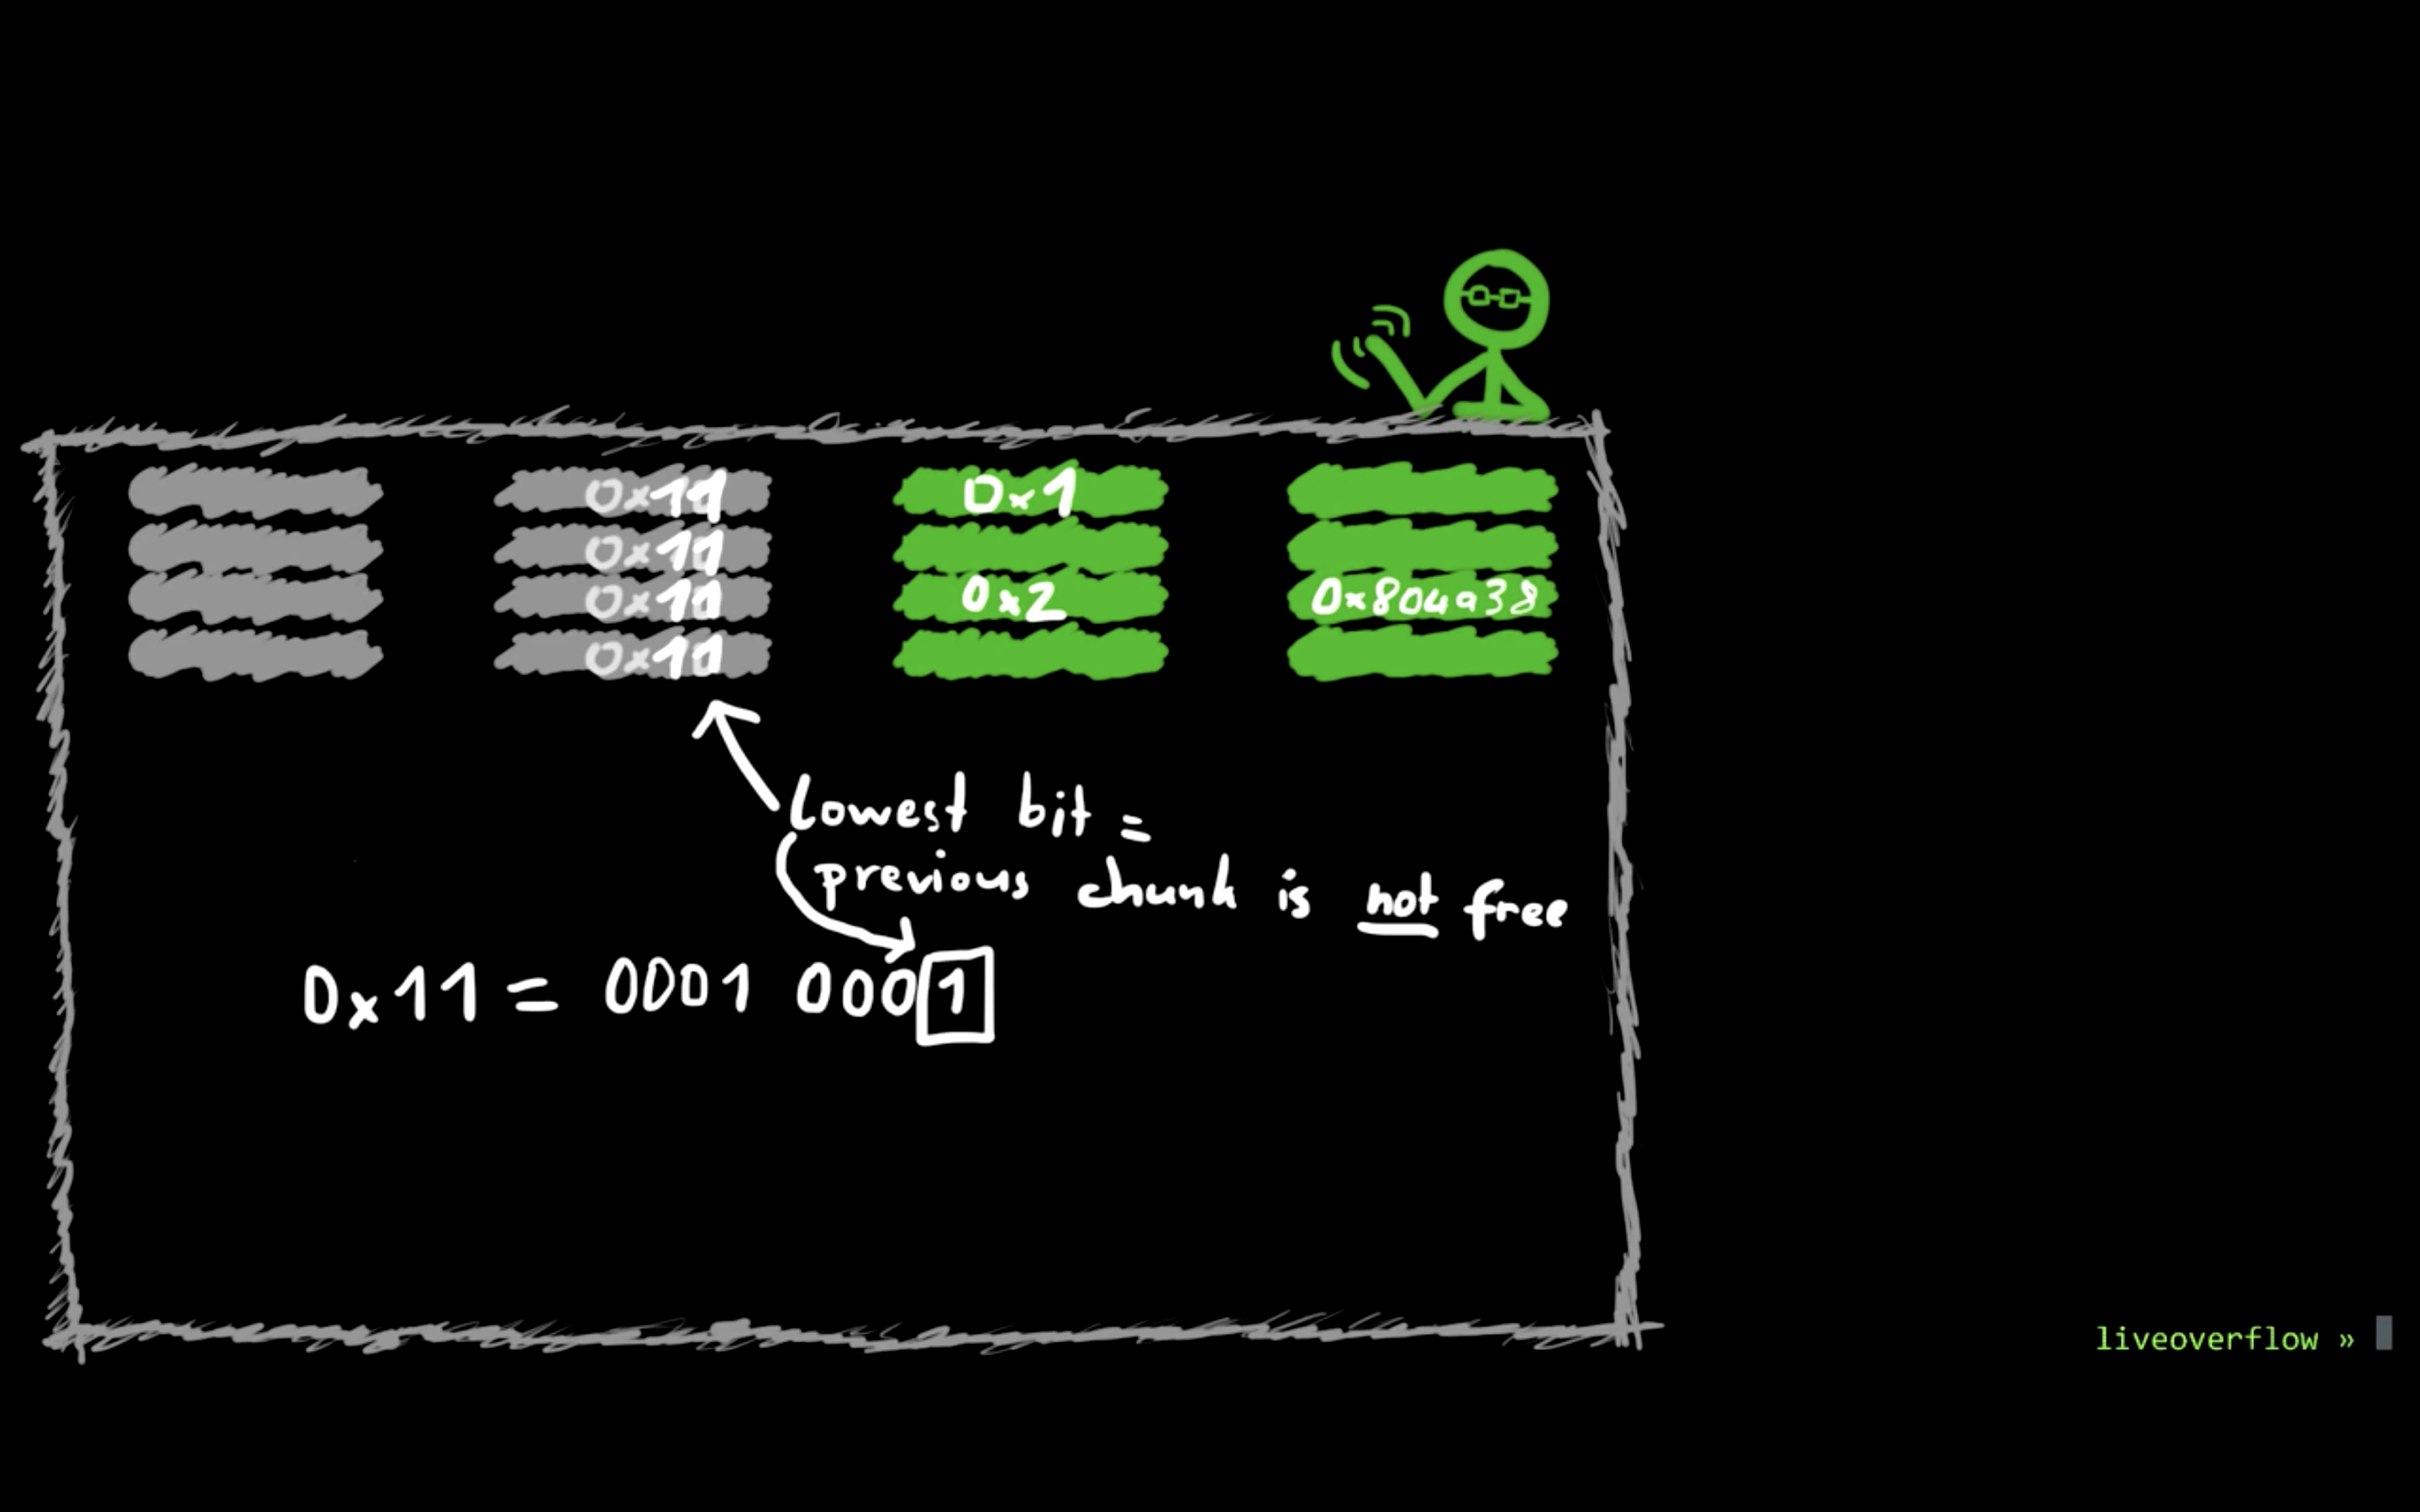 0x11 0x1
0x11
0x11 0x2 0x804a38
0x11
Lowest bit =
previous chunk is not free
0x11 = 0001 0001
liveoverflow »